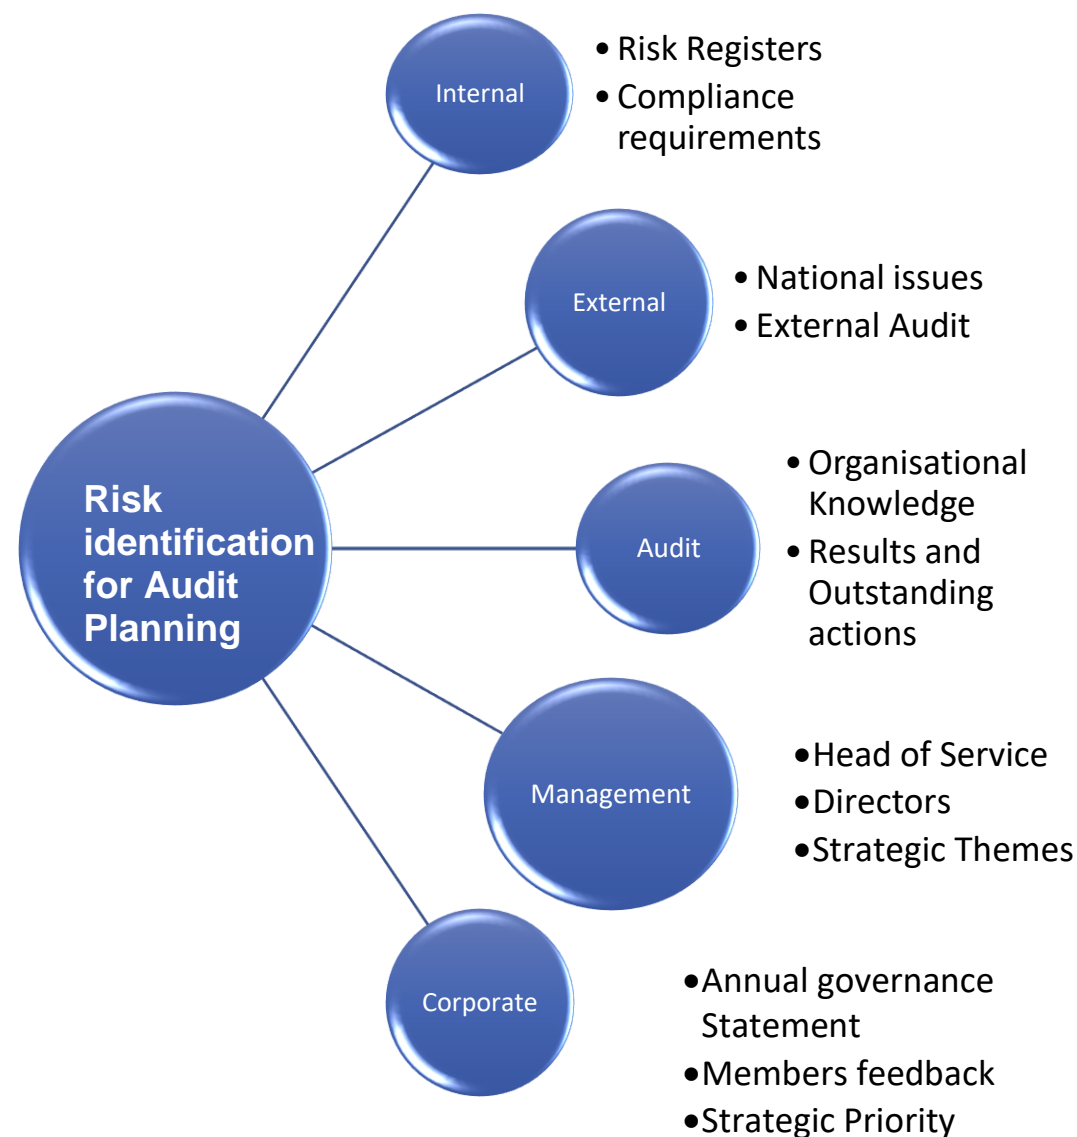 Internal
• Risk Registers
• Compliance
requirements
External
• National issues
• External Audit
Risk
identification
for Audit
Planning
Audit
• Organisational
Knowledge
• Results and
Outstanding
actions
Management
•Head of Service
•Directors
•Strategic Themes
Corporate
•Annual governance
Statement
•Members feedback
•Strategic Priority